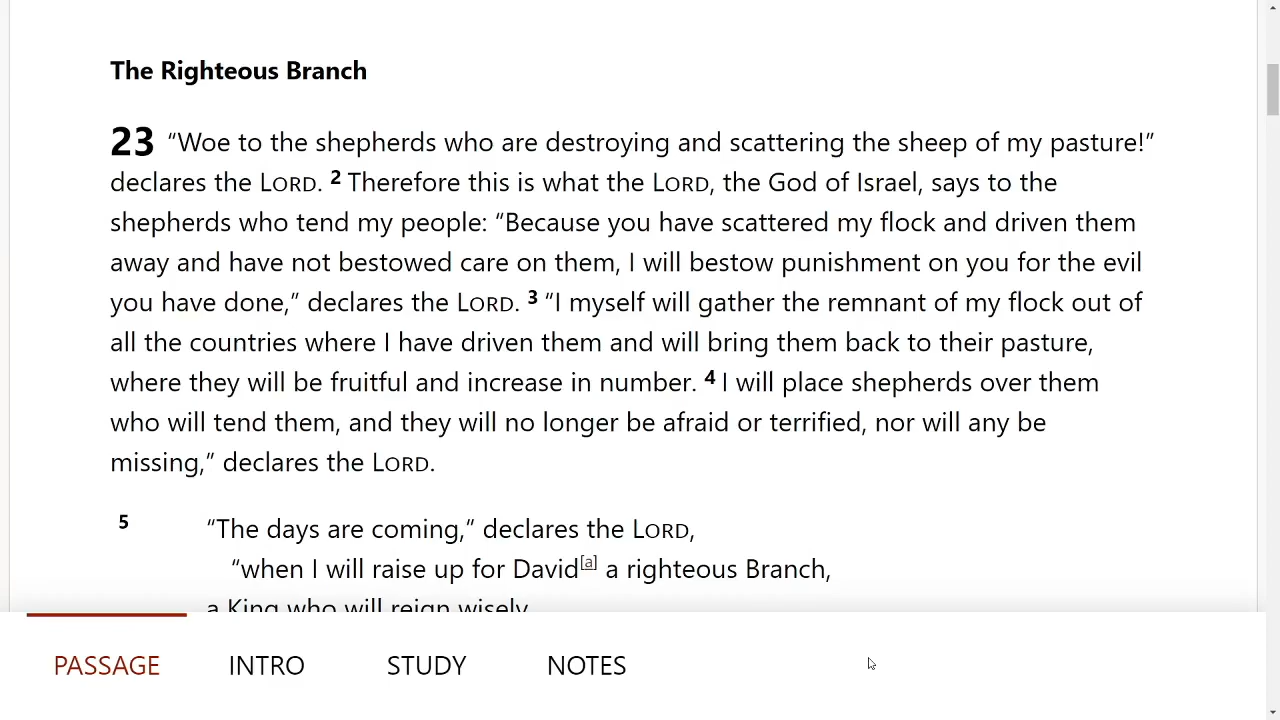 The Righteous Branch
23 “Woe to the shepherds who are destroying and scattering the sheep of my pasture!”
declares the LORD. 2 Therefore this is what the LORD, the God of Israel, says to the
shepherds who tend my people: “Because you have scattered my flock and driven them
away and have not bestowed care on them, I will bestow punishment on you for the evil
you have done,” declares the LORD. 3 “I myself will gather the remnant of my flock out of
all the countries where I have driven them and will bring them back to their pasture,
where they will be fruitful and increase in number. 4 I will place shepherds over them
who will tend them, and they will no longer be afraid or terrified, nor will any be
missing,” declares the LORD.
5 “The days are coming,” declares the LORD,
“when I will raise up for David[a] a righteous Branch,
a King who will reign wisely
PASSAGE INTRO STUDY NOTES